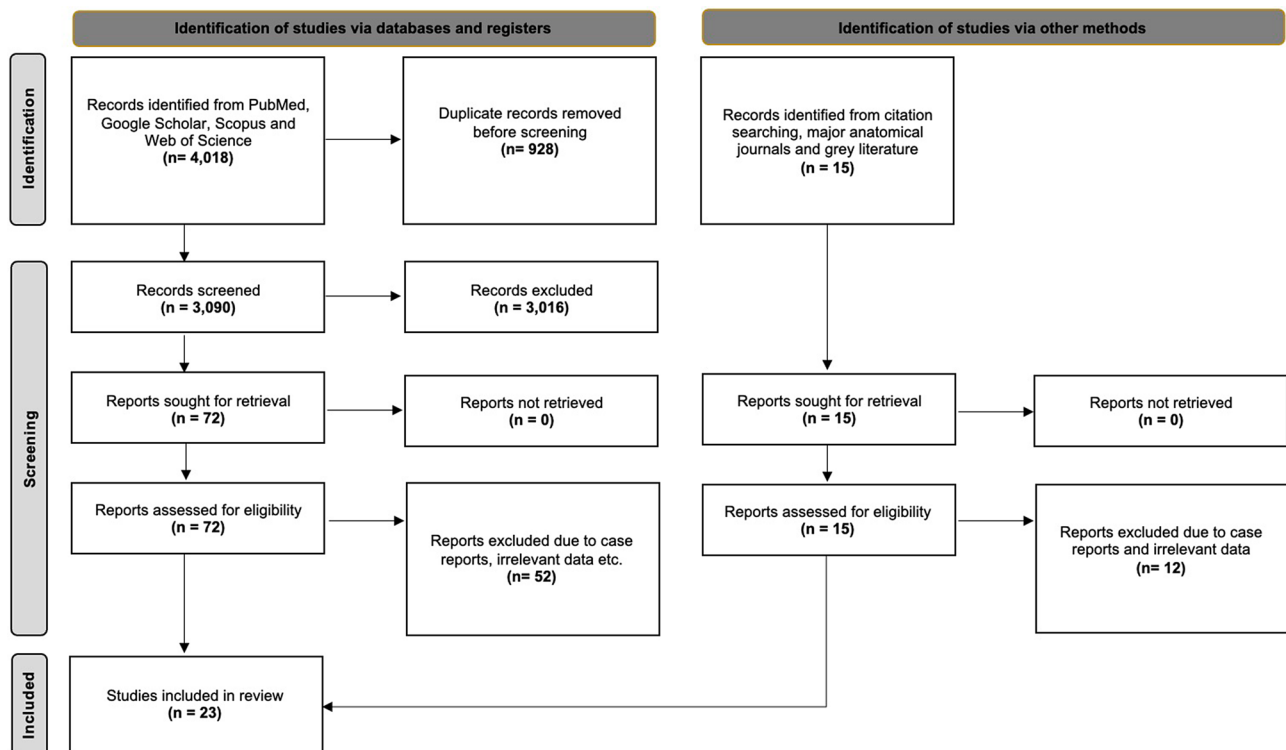 Identification of studies via databases and registers
Identification of studies via other methods
Identification
Records identified from PubMed,
Google Scholar, Scopus and
Web of Science
(n= 4,018)
Duplicate records removed
before screening
(n= 928)
Records identified from citation
searching, major anatomical
journals and grey literature
(n = 15)
Screening
Records screened
(n = 3,090)
Records excluded
(n = 3,016)
Reports sought for retrieval
(n = 72)
Reports not retrieved
(n = 0)
Reports sought for retrieval
(n = 15)
Reports not retrieved
(n = 0)
Reports assessed for eligibility
(n = 72)
Reports excluded due to case
reports, irrelevant data etc.
(n= 52)
Reports assessed for eligibility
(n = 15)
Reports excluded due to case
reports and irrelevant data
(n= 12)
Included
Studies included in review
(n = 23)